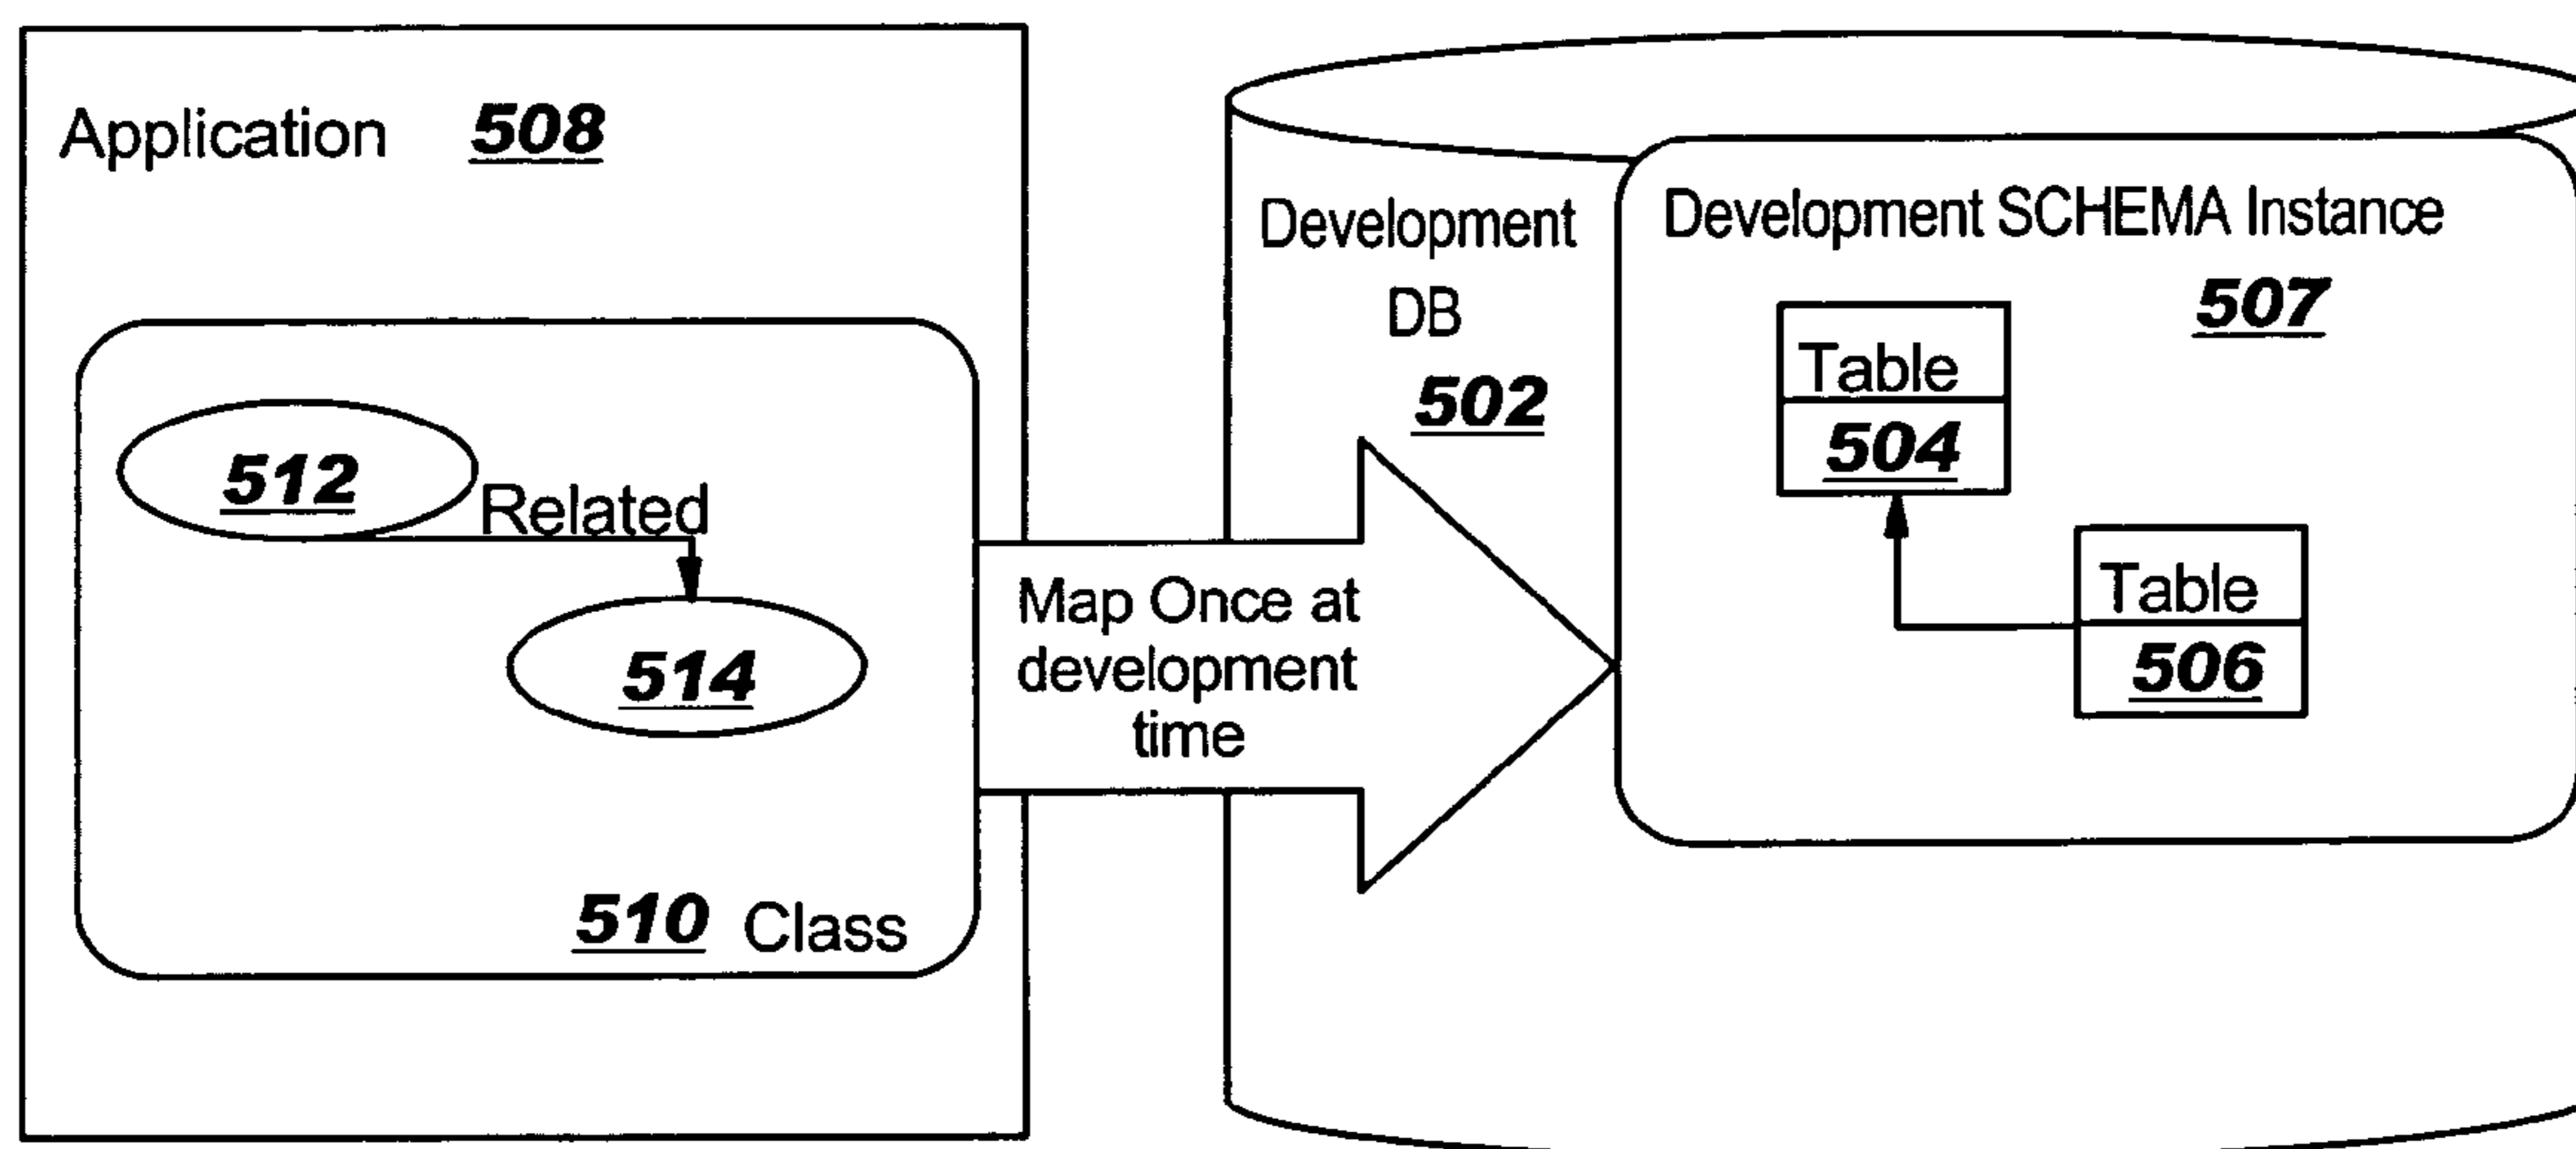 Application 508
512
Related
514
510 Class
Map Once at
development
time
Development
DB
502
Development SCHEMA Instance
507
Table
504
Table
506